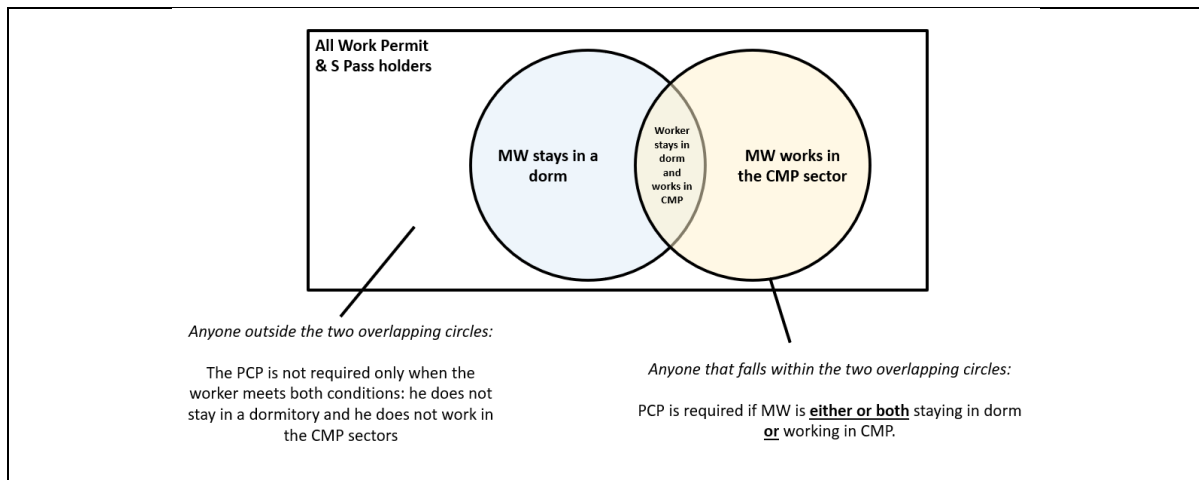 All Work Permit
& S Pass holders
MW stays in a
dorm
Worker
stays in
dorm
and
works in
CMP
MW works in
the CMP sector
Anyone outside the two overlapping circles:
The PCP is not required only when the
worker meets both conditions: he does not
stay in a dormitory and he does not work in
the CMP sectors
Anyone that falls within the two overlapping circles:
PCP is required if MW is either or both staying in dorm
or working in CMP.